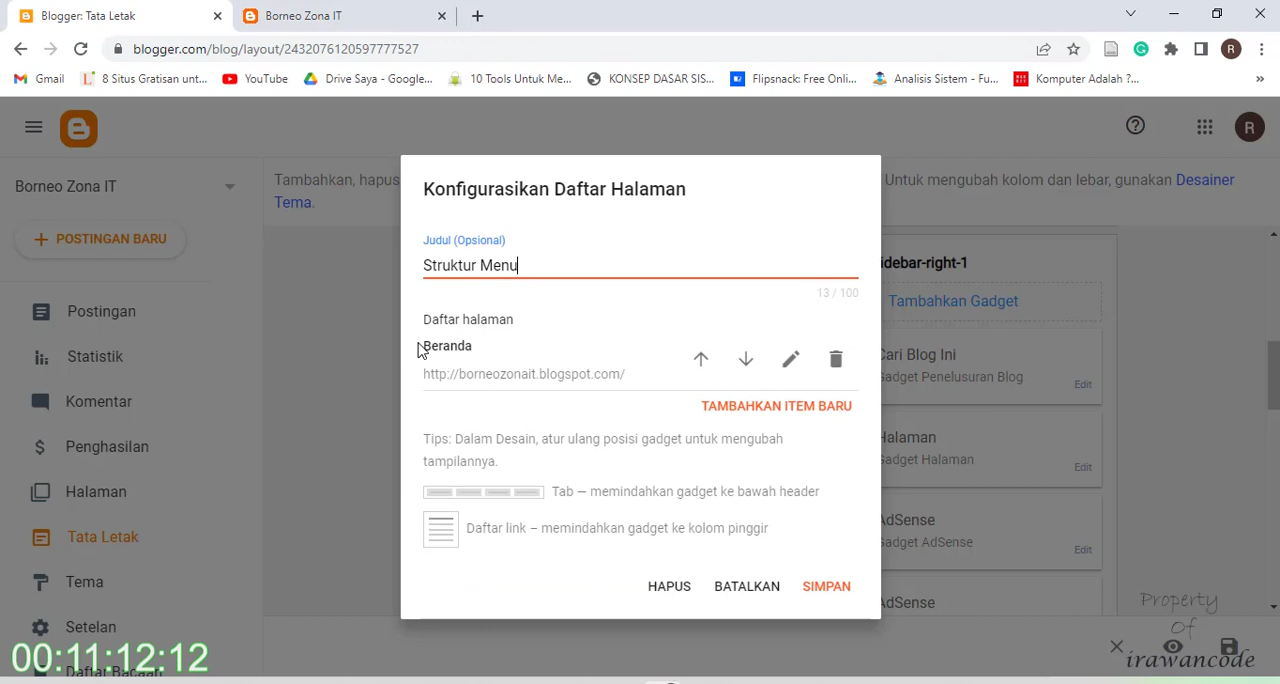 Blogger: Tata Letak
Borneo Zona IT
blogger.com/blog/layout/2432076120597777527
R
Gmail
8 Situs Gratisan unt...
YouTube
Drive Saya - Google...
10 Tools Untuk Me...
KONSEP DASAR SIS...
Flipsnack: Free Onli...
Analisis Sistem - Fu...
Komputer Adalah ?...
»
R
Borneo Zona IT
+ POSTINGAN BARU
Postingan
Statistik
Komentar
Penghasilan
Halaman
Tata Letak
Tema
Setelan
Daftar Bacaan
00:11:12:12
Tambahkan, hapus
Untuk mengubah kolom dan lebar, gunakan Desainer
Tema.
Konfigurasikan Daftar Halaman
Judul (Opsional)
Struktur Menu
13 / 100
Daftar halaman
Beranda
http://borneozonait.blogspot.com/
TAMBAHKAN ITEM BARU
Tips: Dalam Desain, atur ulang posisi gadget untuk mengubah
tampilannya.
Tab — memindahkan gadget ke bawah header
Daftar link – memindahkan gadget ke kolom pinggir
HAPUS
BATALKAN
SIMPAN
idebar-right-1
Tambahkan Gadget
Cari Blog Ini
Gadget Penelusuran Blog
Edit
Halaman
Gadget Halaman
Edit
AdSense
Gadget AdSense
Edit
AdSense
Property
Of
irawancode